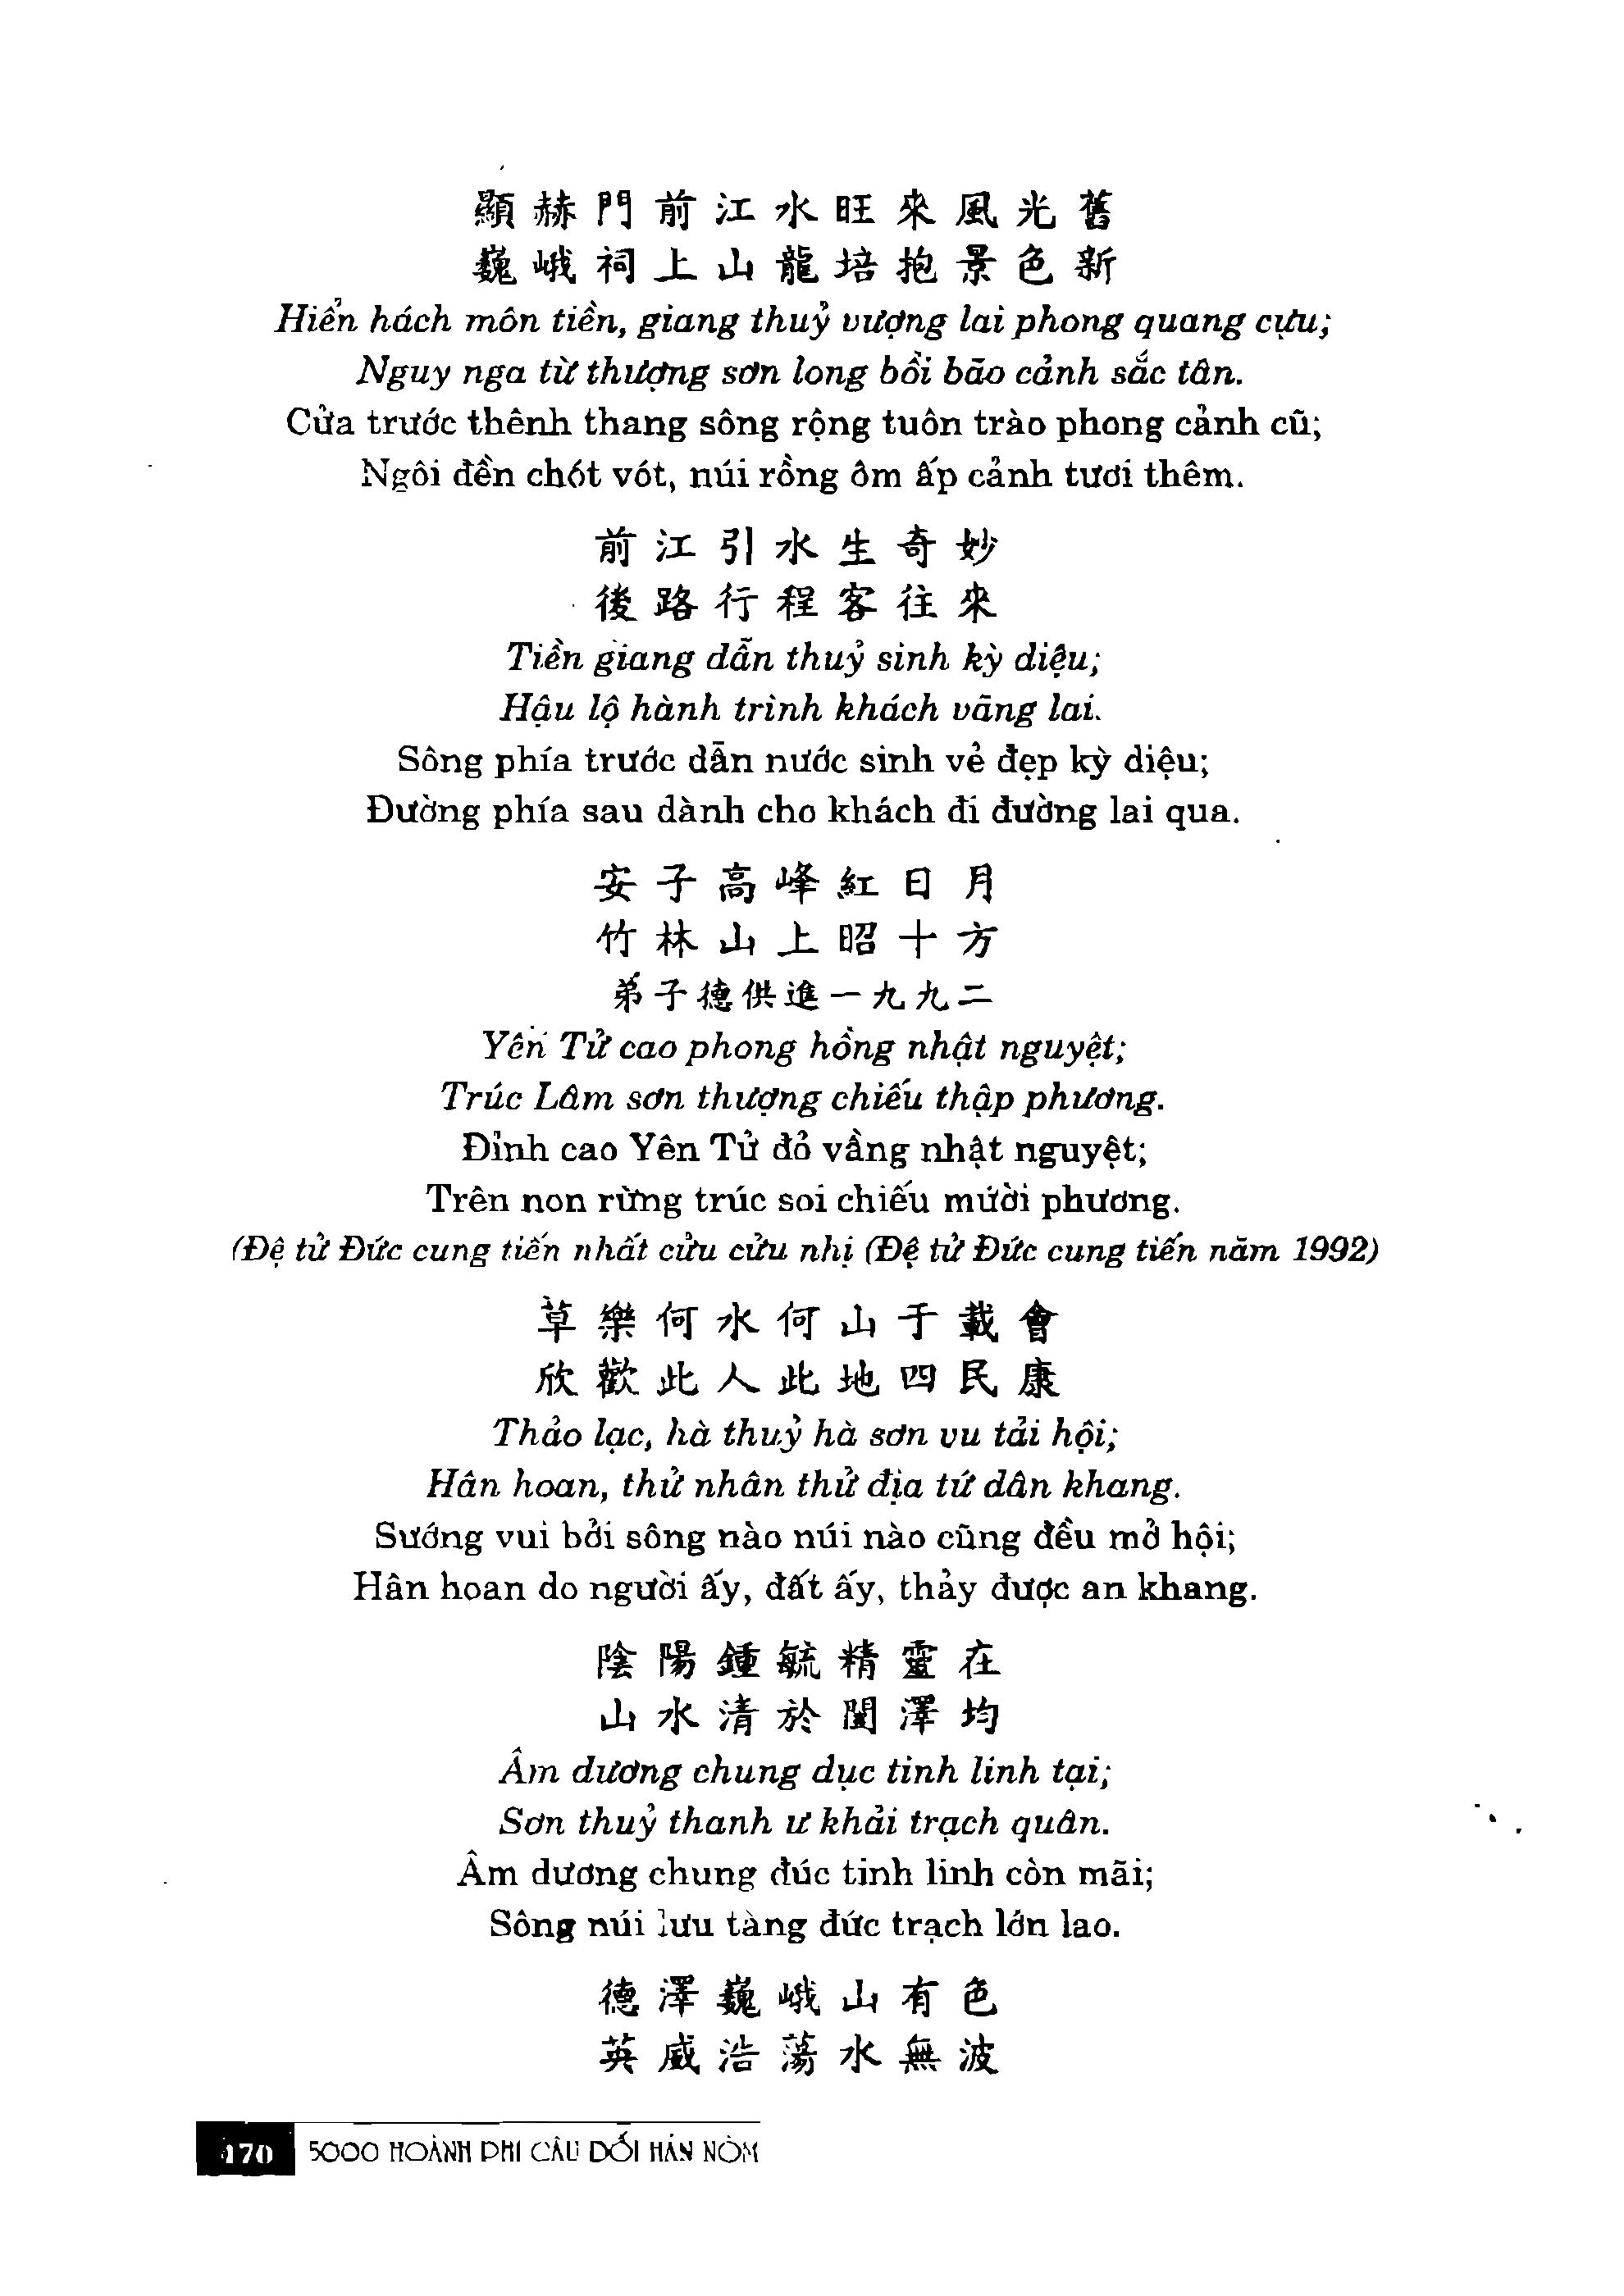 顯赫門前江水旺來風光舊
巍峨祠上山龍培抱景色新
Hiển hách môn tiền, giang thuỷ vượng lai phong quang cựu;
Nguy nga từ thượng sơn long bồi bão cảnh sắc tân.
Cửa trước thênh thang sông rộng tuôn trào phong cảnh cũ;
Ngôi đền chót vót, núi rồng ôm ấp cảnh tươi thêm.
前江引水生奇妙
後路行程客往來
Tiền giang dẫn thuỷ sinh kỳ diệu;
Hậu lộ hành trình khách vãng lai.
Sông phía trước dẫn nước sinh vẻ đẹp kỳ diệu;
Đường phía sau dành cho khách đi đường lai qua.
安子高峰紅日月
竹林山上昭十方
弟子德供進一九九二
Yên Tử cao phong hồng nhật nguyệt;
Trúc Lâm sơn thượng chiếu thập phương.
Đỉnh cao Yên Tử đỏ vầng nhật nguyệt;
Trên non rừng trúc soi chiếu mười phương.
(Đệ tử Đức cung tiến nhất cửu cửu nhị (Đệ tử Đức cung tiến năm 1992)
草樂何水何山于載會
欣歡此人此地四民康
Thảo lạc, hà thuỷ hà sơn vu tải hội;
Hân hoan, thử nhân thử địa tứ dân khang.
Sướng vui bởi sông nào núi nào cũng đều mở hội;
Hân hoan do người ấy, đất ấy, thảy được an khang.
陰陽鍾毓精靈在
山水清於闓澤均
Âm dương chung dục tinh linh tại;
Sơn thuỷ thanh ư khải trạch quân.
Âm dương chung đúc tinh linh còn mãi;
Sông núi lưu tàng đức trạch lớn lao.
德澤巍峨山有色
英威浩蕩水無波
470 5000 HOÀNH PHI CÂU ĐỐI HÁN NÔM